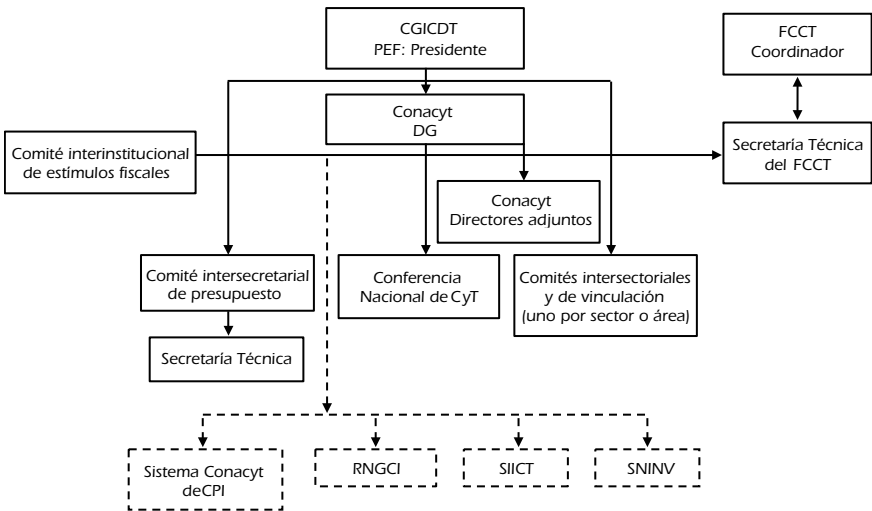 CGICDT
PEF: Presidente
FCCT
Coordinador
Conacyt
DG
Comité interinstitucional
de estímulos fiscales
Secretaría Técnica
del FCCT
Conacyt
Directores adjuntos
Comité intersecretarial
de presupuesto
Conferencia
Nacional de CyT
Comités intersectoriales
y de vinculación
(uno por sector o área)
Secretaría Técnica
Sistema Conacyt
deCPI
RNGCI
SIICT
SNINV